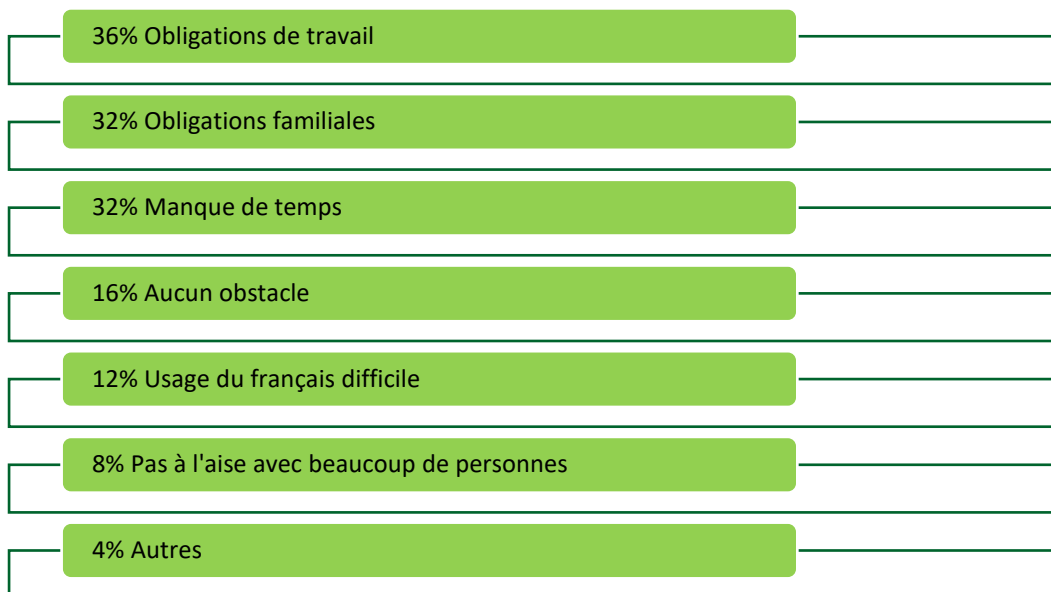 36% Obligations de travail
32% Obligations familiales
32% Manque de temps
16% Aucun obstacle
12% Usage du français difficile
8% Pas à l'aise avec beaucoup de personnes
4% Autres